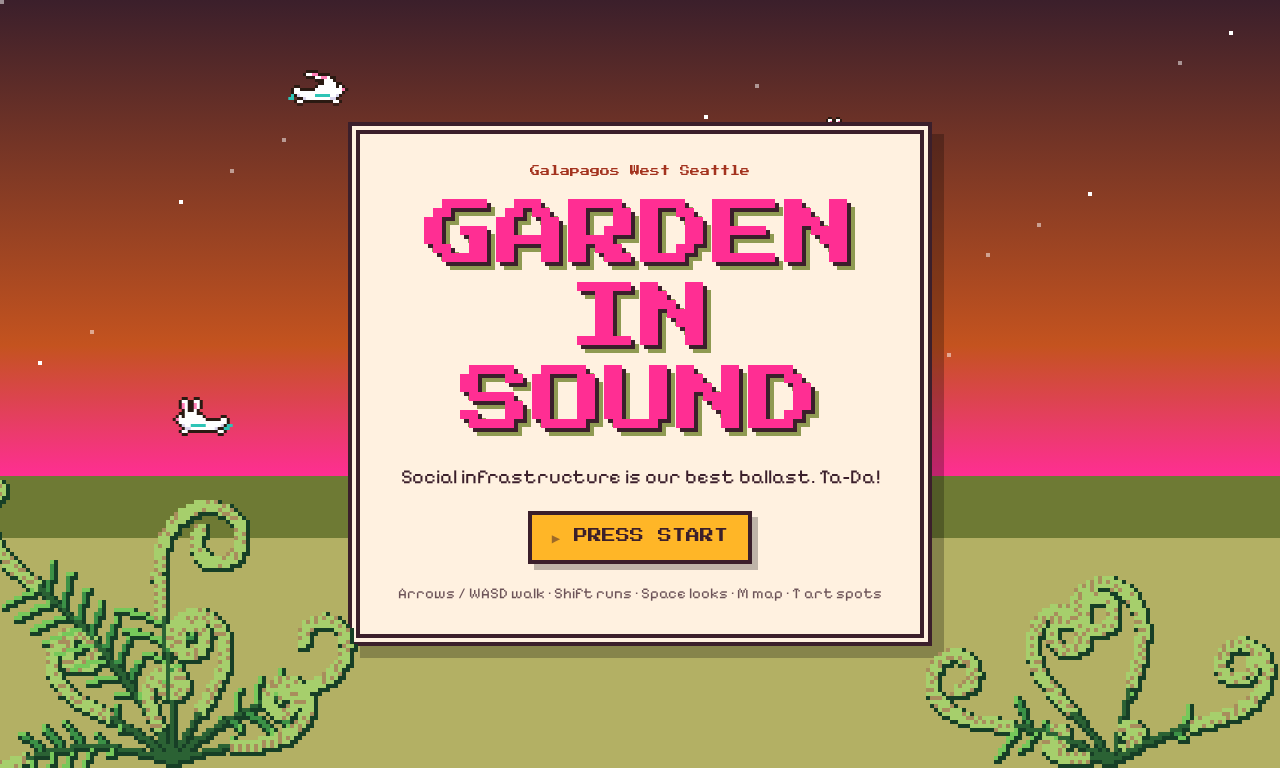 Galapagos West Seattle
GARDEN
IN
SOUND
Social infrastructure is our best ballast. Ta-Da!
▶ PRESS START
Arrows / WASD walk · Shift runs · Space looks · M map · T art spots